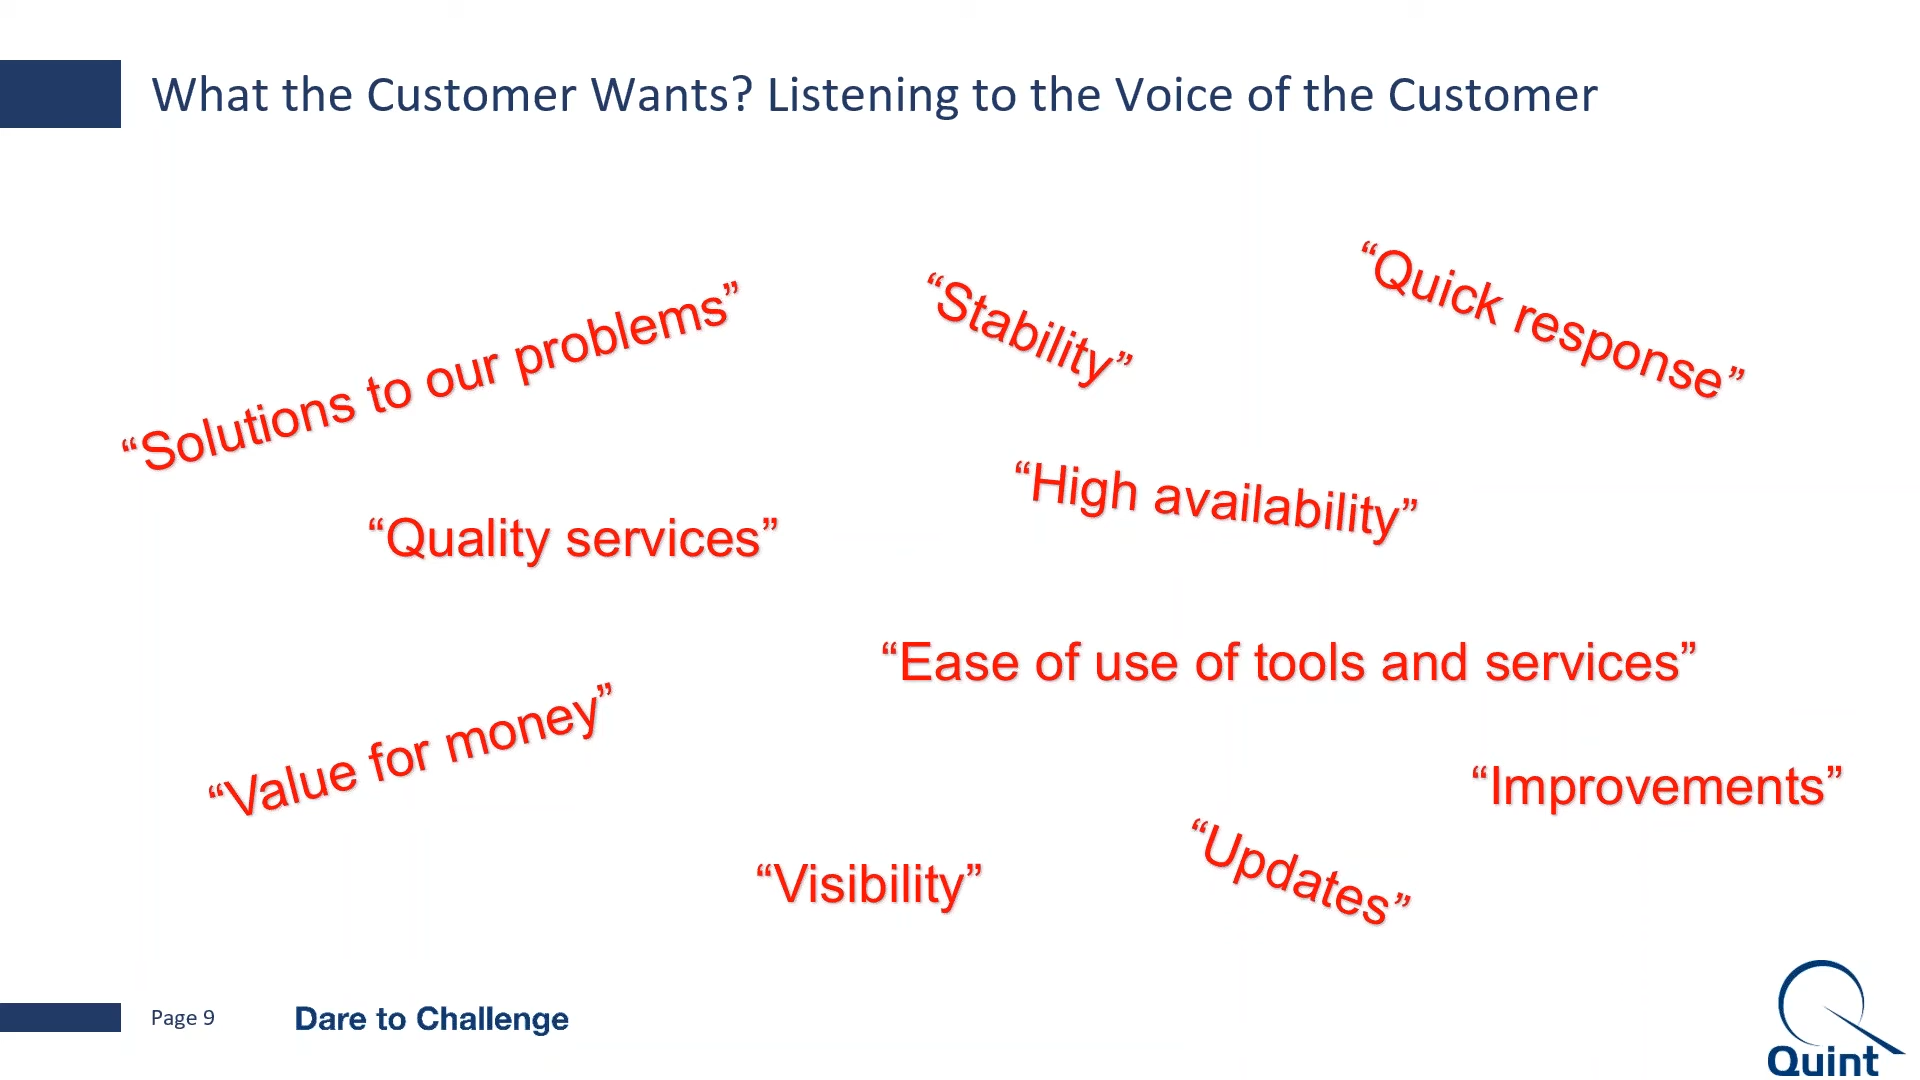 What the Customer Wants? Listening to the Voice of the Customer
“Solutions to our problems”
“Stability”
“Quick response”
“Quality services”
“High availability”
“Ease of use of tools and services”
“Value for money”
“Improvements”
“Visibility”
“Updates”
Page 9
Dare to Challenge
Quint